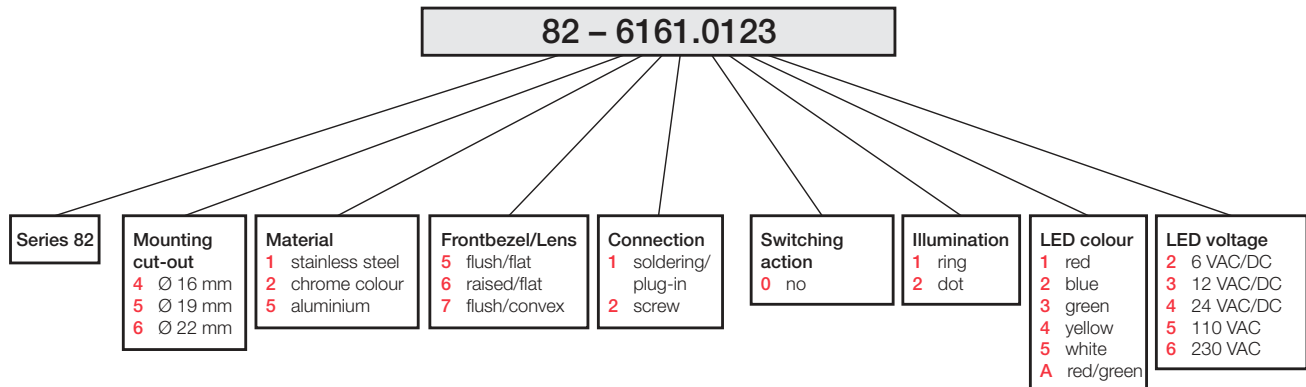 82 – 6161.0123
Series 82
Mounting
cut-out
4 Ø 16 mm
5 Ø 19 mm
6 Ø 22 mm
Material
1 stainless steel
2 chrome colour
5 aluminium
Frontbezel/Lens
5 flush/flat
6 raised/flat
7 flush/convex
Connection
1 soldering/
plug-in
2 screw
Switching
action
0 no
Illumination
1 ring
2 dot
LED colour
1 red
2 blue
3 green
4 yellow
5 white
A red/green
LED voltage
2 6 VAC/DC
3 12 VAC/DC
4 24 VAC/DC
5 110 VAC
6 230 VAC